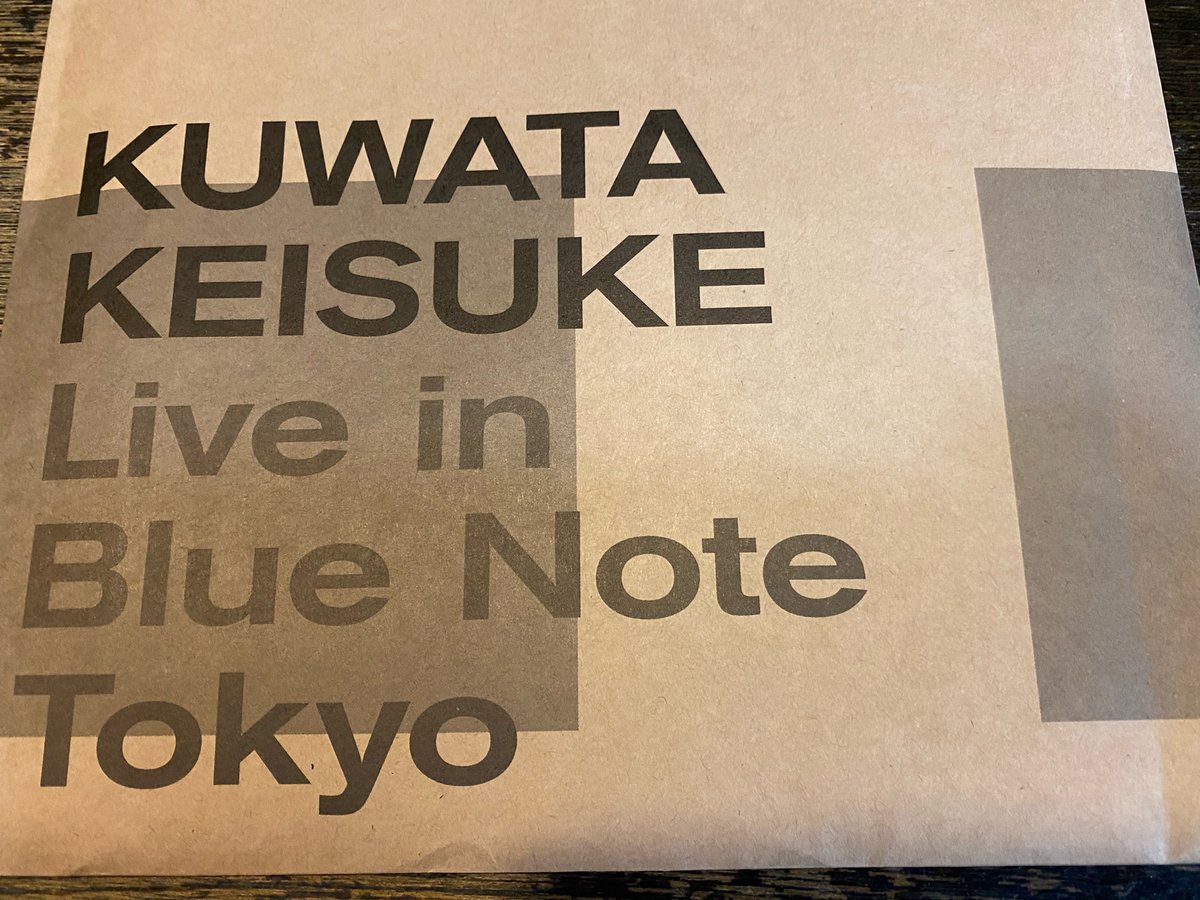 KUWATA
KEISUKE
Live in
Blue Note
Tokyo